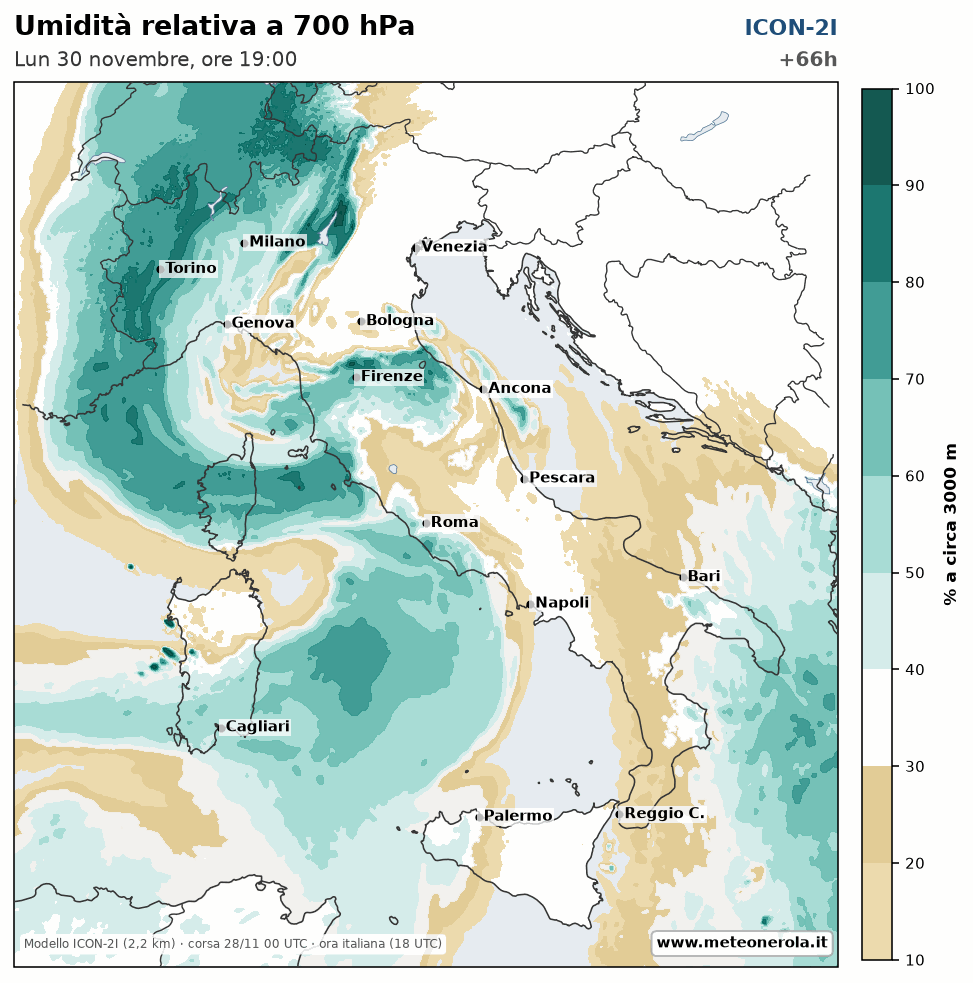 Umidità relativa a 700 hPa
ICON-2I
Lun 30 novembre, ore 19:00
+66h
100
90
80
70
60
50
40
30
20
10
% a circa 3000 m
Milano
Venezia
Torino
Genova
Bologna
Firenze
Ancona
Pescara
Roma
Bari
Napoli
Cagliari
Palermo
Reggio C.
Modello ICON-2I (2,2 km) · corsa 28/11 00 UTC · ora italiana (18 UTC)
www.meteonerola.it